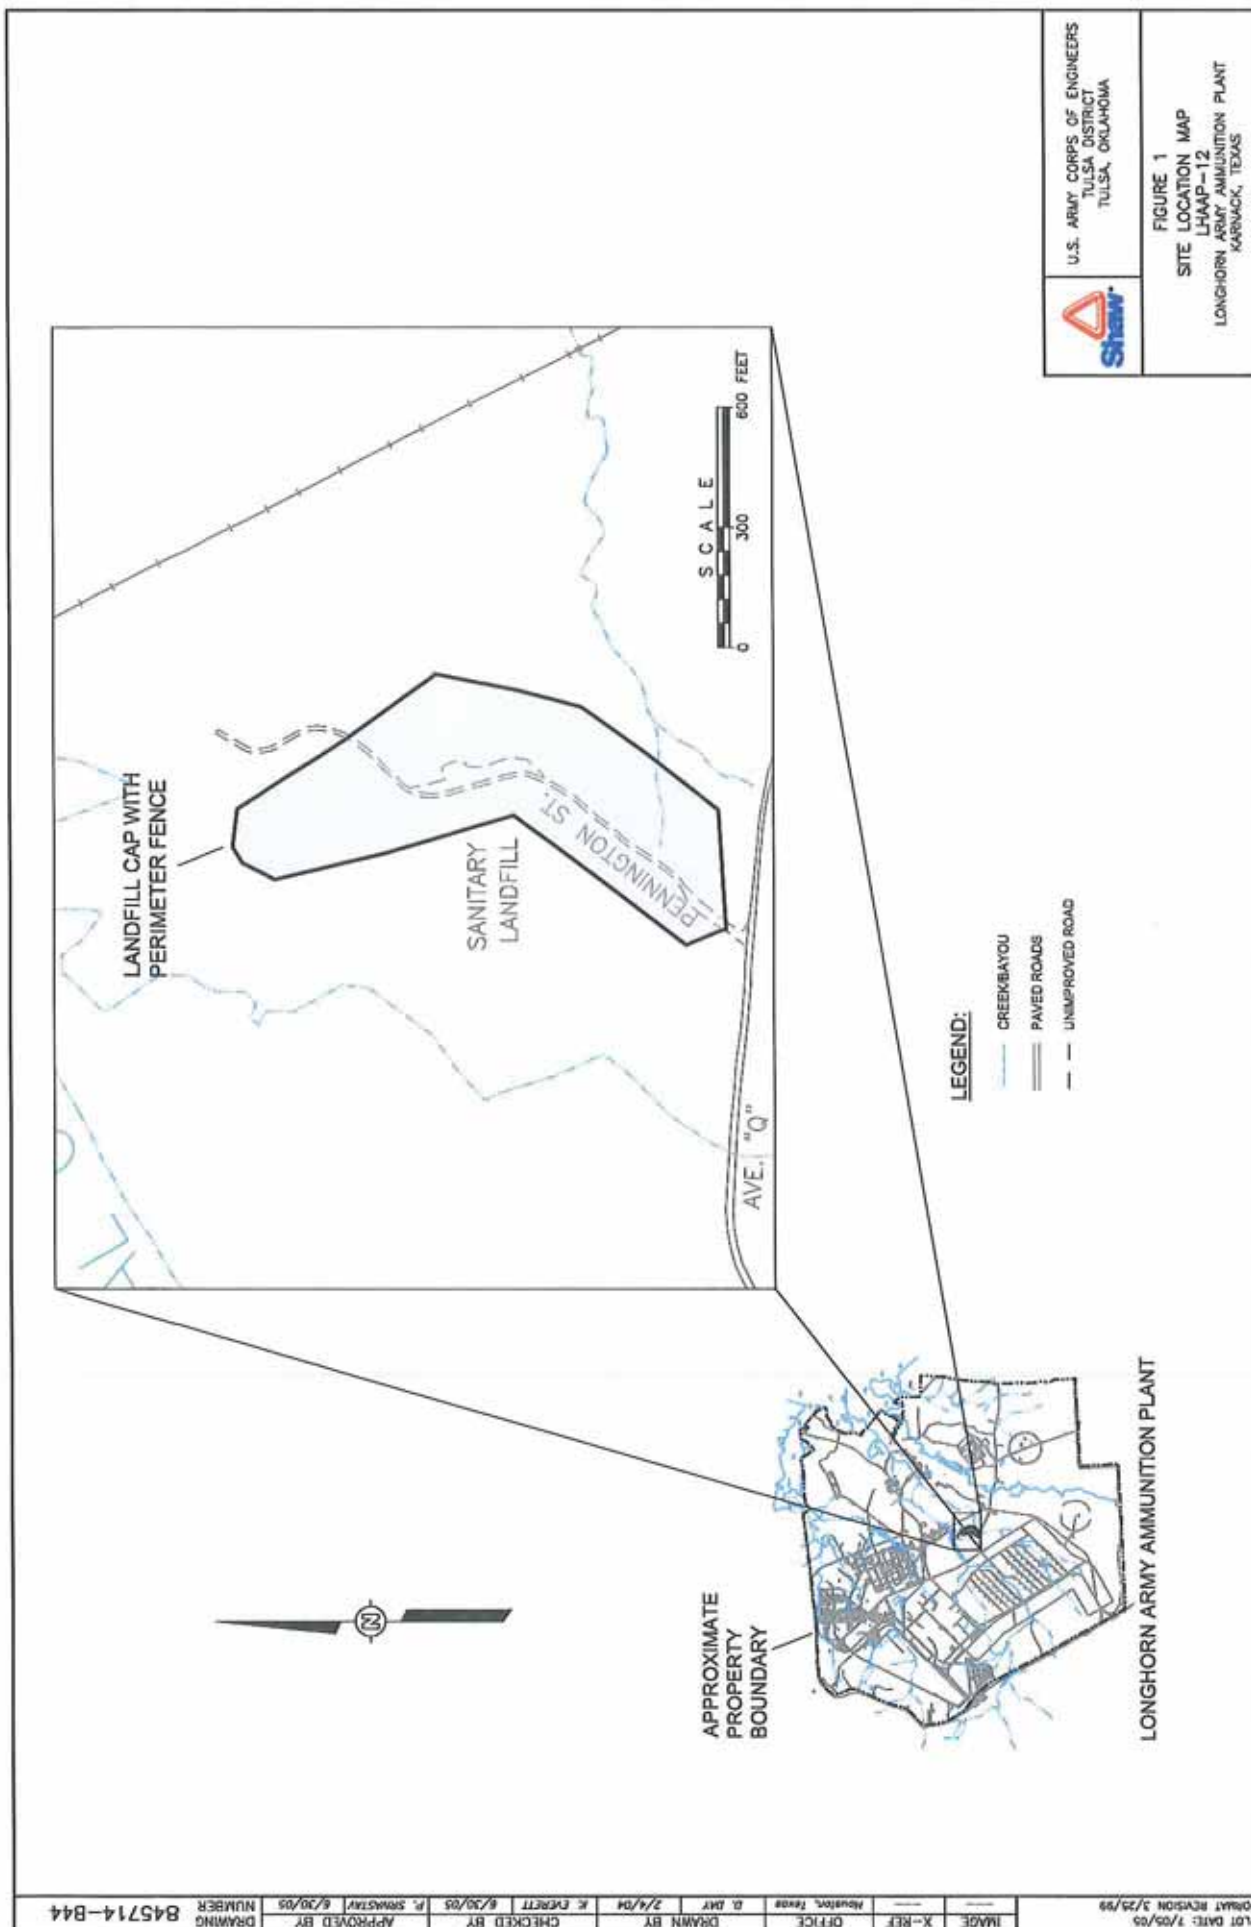 LANDFILL CAP WITH
PERIMETER FENCE
SANITARY
LANDFILL
PENNINGTON ST.
AVE. "Q"
SCALE
0 300 600 FEET
N
APPROXIMATE
PROPERTY
BOUNDARY
LONGHORN ARMY AMMUNITION PLANT
LEGEND:
CREEK/BAYOU
PAVED ROADS
UNIMPROVED ROAD
Shaw
U.S. ARMY CORPS OF ENGINEERS
TULSA DISTRICT
TULSA, OKLAHOMA
FIGURE 1
SITE LOCATION MAP
LHAAP-12
LONGHORN ARMY AMMUNITION PLANT
KARNACK, TEXAS
IMAGE
X-REF
OFFICE
Houston, Texas
DRAWN BY
D. DAY
2/4/04
CHECKED BY
K. EVERETT
6/30/05
APPROVED BY
P. SRIVASTAV
6/30/05
DRAWING
NUMBER
845714-B44
DATE: 7/05/05
FORMAT REVISION 3/25/99